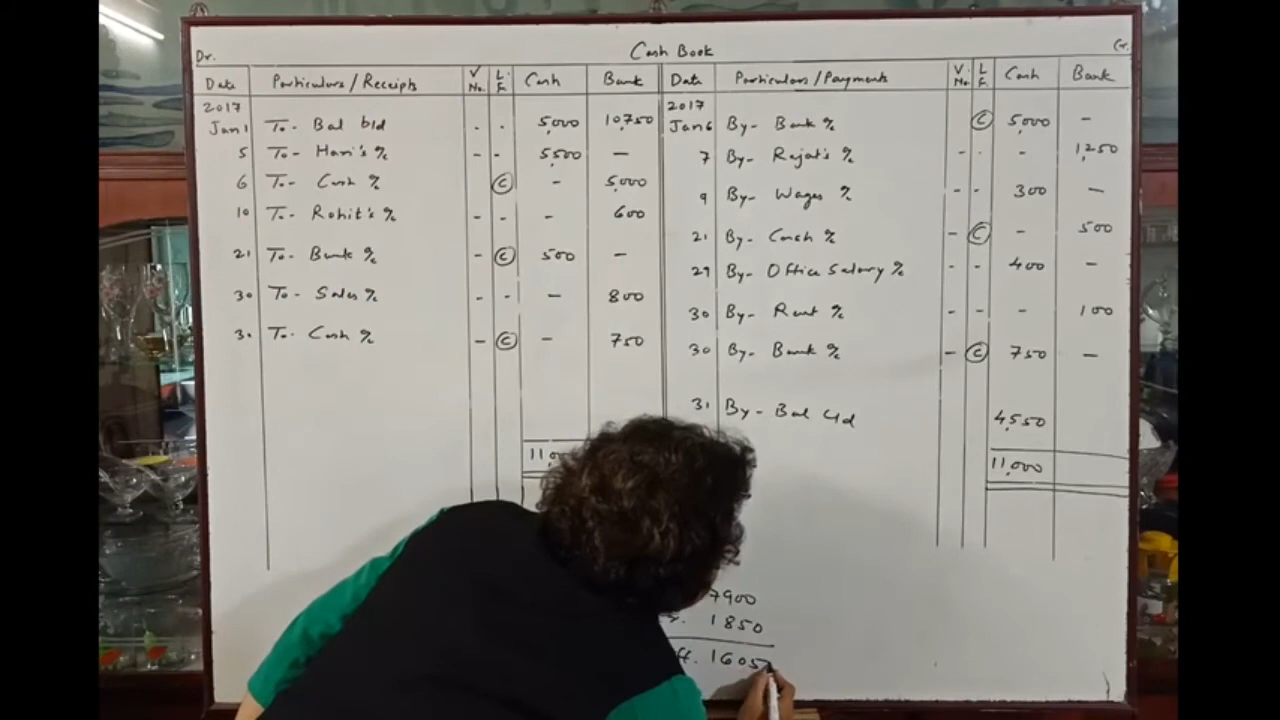 Cash Book
Dr. Cr.
Date Particulars/Receipts V. No. L. F. Cash Bank Date Particulars/Payments V. No. L F. Cash Bank
2017 2017
Jan 1 To- Bal b/d - - 5,000 10,750 Jan 6 By- Bank % C 5,000 -
5 To- Hari's % - - 5,500 - 7 By- Rajat's % - - - 1,250
6 To- Cash % C - 5,000 9 By- Wages % - - 300 -
10 To- Rohit's % - - - 600 21 By- Cash % - C - 500
21 To- Bank % - C 500 - 29 By- Office Salary % - - 400 -
30 To- Sales % - - - 800 30 By- Rent % - - - 100
30 To- Cash % - C - 750 30 By- Bank % - C 750 -
31 By- Bal c/d 4,550
11,000
7900
1850
1605